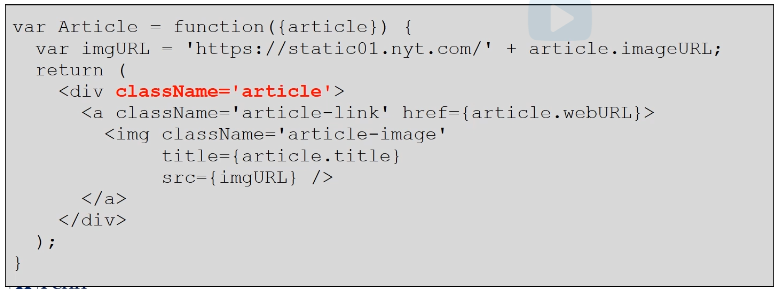 var Article = function({article}) {
  var imgURL = 'https://static01.nyt.com/' + article.imageURL;
  return (
    <div className='article'>
      <a className='article-link' href={article.webURL}>
        <img className='article-image'
             title={article.title}
             src={imgURL} />
      </a>
    </div>
  );
}